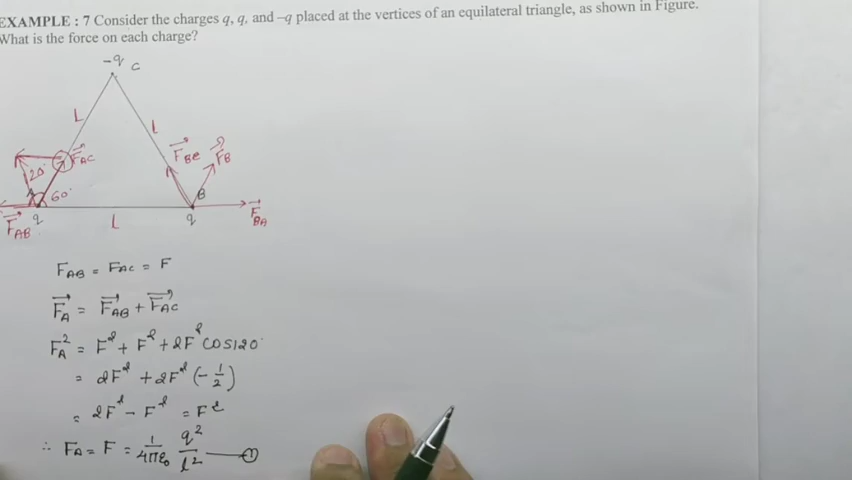 EXAMPLE : 7 Consider the charges q, q, and –q placed at the vertices of an equilateral triangle, as shown in Figure.
What is the force on each charge?
-q C
L L
F⃗BE F⃗B
F⃗AC
120°
A 60° B
F⃗AB q L q F⃗BA
FAB = FAC = F
F⃗A = F⃗AB + F⃗AC
FA² = F² + F² + 2F² COS120
= 2F² + 2F² (-1/2)
= 2F² - F² = F²
∴ FA = F = 1/4πε₀ q²/l² —①